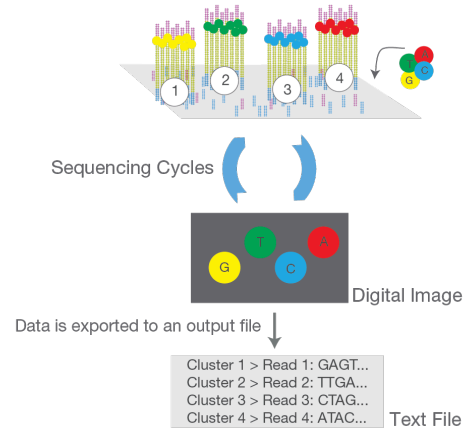 1
2
3
4
A
T
C
G
Sequencing Cycles
T
A
G
C
Digital Image
Data is exported to an output file
Cluster 1 > Read 1: GAGT...
Cluster 2 > Read 2: TTGA...
Cluster 3 > Read 3: CTAG...
Cluster 4 > Read 4: ATAC...
Text File